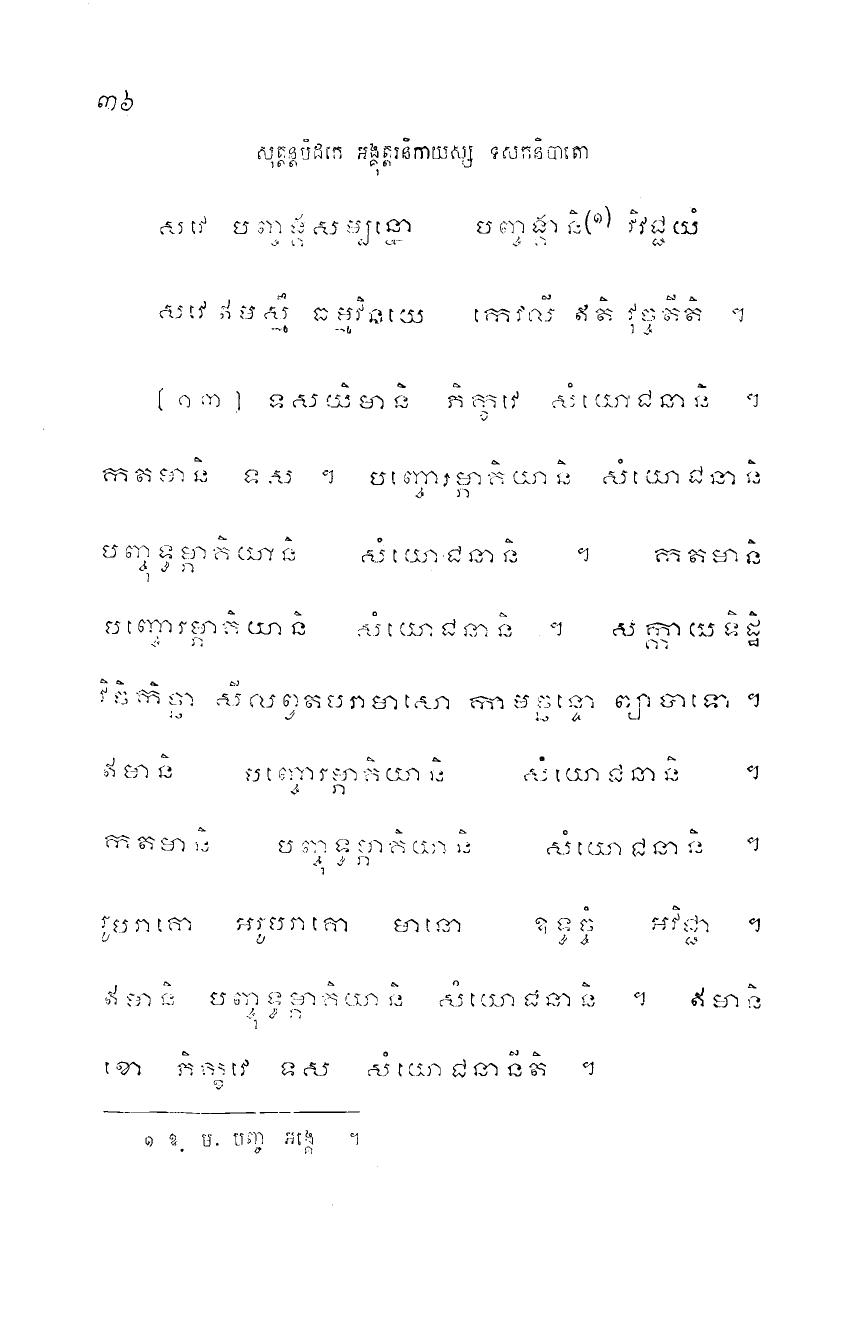 ៣៦
សុត្តន្តបិដកេ អង្គុត្តរនិកាយស្ស ទសកនិបាតោ
ស វេ បញ្ចង្គសម្បន្នោ បញ្ចង្គានិ(១) វិវជ្ជយំ
ស វេ ឥមស្មឹ ធម្មវិនយេ កេវលី ឥតិ វុច្ចតីតិ ។
[១៣] ទសយិមានិ ភិក្ខវេ សំយោជនានិ ។
កតមានិ ទស ។ បញ្ចោរម្ភាគិយានិ សំយោជនានិ
បញ្ចុទ្ធម្ភាគិយានិ សំយោជនានិ ។ កតមានិ
បញ្ចោរម្ភាគិយានិ សំយោជនានិ ។ សក្កាយទិដ្ឋិ
វិចិកិច្ឆា សីលព្វតបរាមាសោ កាមច្ឆន្ទោ ព្យាបាទោ ។
ឥមានិ បញ្ចោរម្ភាគិយានិ សំយោជនានិ ។
កតមានិ បញ្ចុទ្ធម្ភាគិយានិ សំយោជនានិ ។
រូបរាគោ អរូបរាគោ មានោ ឧទ្ធច្ចំ អវិជ្ជា ។
ឥមានិ បញ្ចុទ្ធម្ភាគិយានិ សំយោជនានិ ។ ឥមានិ
ខោ ភិក្ខវេ ទស សំយោជនានីតិ ។
១ ឱ. ម. បញ្ច អង្គេ ។